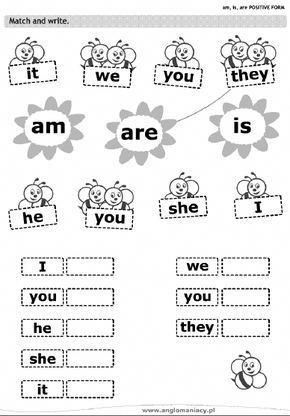 am, is, are POSITIVE FORM
Match and write.
it we you they
am are is
he you she I
I we
you you
he they
she
it
www.anglomaniacy.pl